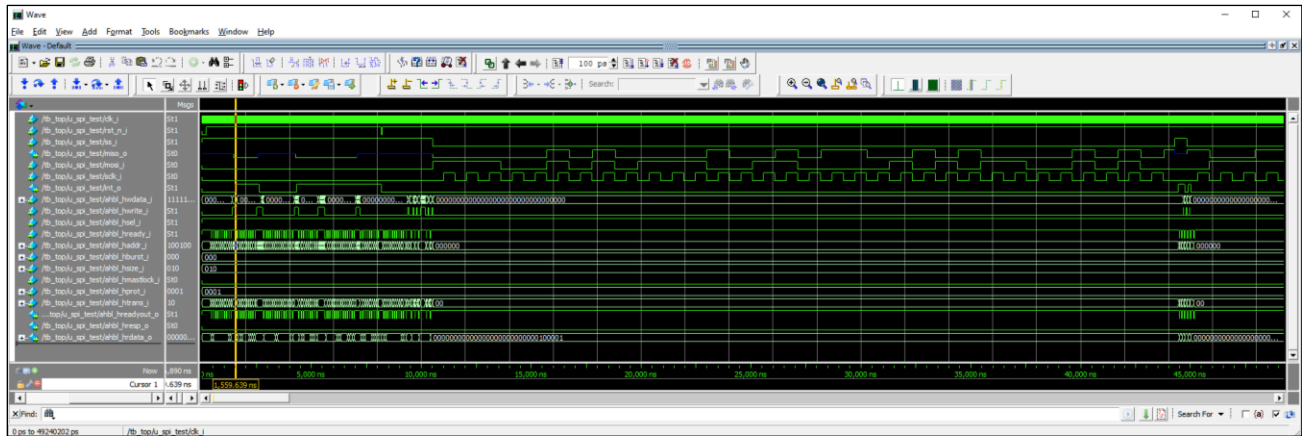 Wave
File Edit View Add Format Tools Bookmarks Window Help
Wave - Default
100 ps
Search:
Msgs
/tb_top/u_spi_test/clk_i St1
/tb_top/u_spi_test/rst_n_i St1
/tb_top/u_spi_test/ss_i St1
/tb_top/u_spi_test/miso_o St0
/tb_top/u_spi_test/mosi_i St0
/tb_top/u_spi_test/sclk_i St0
/tb_top/u_spi_test/int_o St1
/tb_top/u_spi_test/ahbl_hwdata_i 11111...
/tb_top/u_spi_test/ahbl_hwrite_i St1
/tb_top/u_spi_test/ahbl_hsel_i St1
/tb_top/u_spi_test/ahbl_hready_i St1
/tb_top/u_spi_test/ahbl_haddr_i 100100 000000 000000
/tb_top/u_spi_test/ahbl_hburst_i 000 000
/tb_top/u_spi_test/ahbl_hsize_i 010 010
/tb_top/u_spi_test/ahbl_hmastlock_i St0
/tb_top/u_spi_test/ahbl_hprot_i 0001 0001
/tb_top/u_spi_test/ahbl_htrans_i 10 00 00
...top/u_spi_test/ahbl_hreadyout_o St1
/tb_top/u_spi_test/ahbl_hresp_o St0
/tb_top/u_spi_test/ahbl_hrdata_o 00000...
Now 5,000 ns 10,000 ns 15,000 ns 20,000 ns 25,000 ns 30,000 ns 35,000 ns 40,000 ns 45,000 ns
Cursor 1 1,559.639 ns
Find: Search For
0 ps to 49240202 ps /tb_top/u_spi_test/clk_i